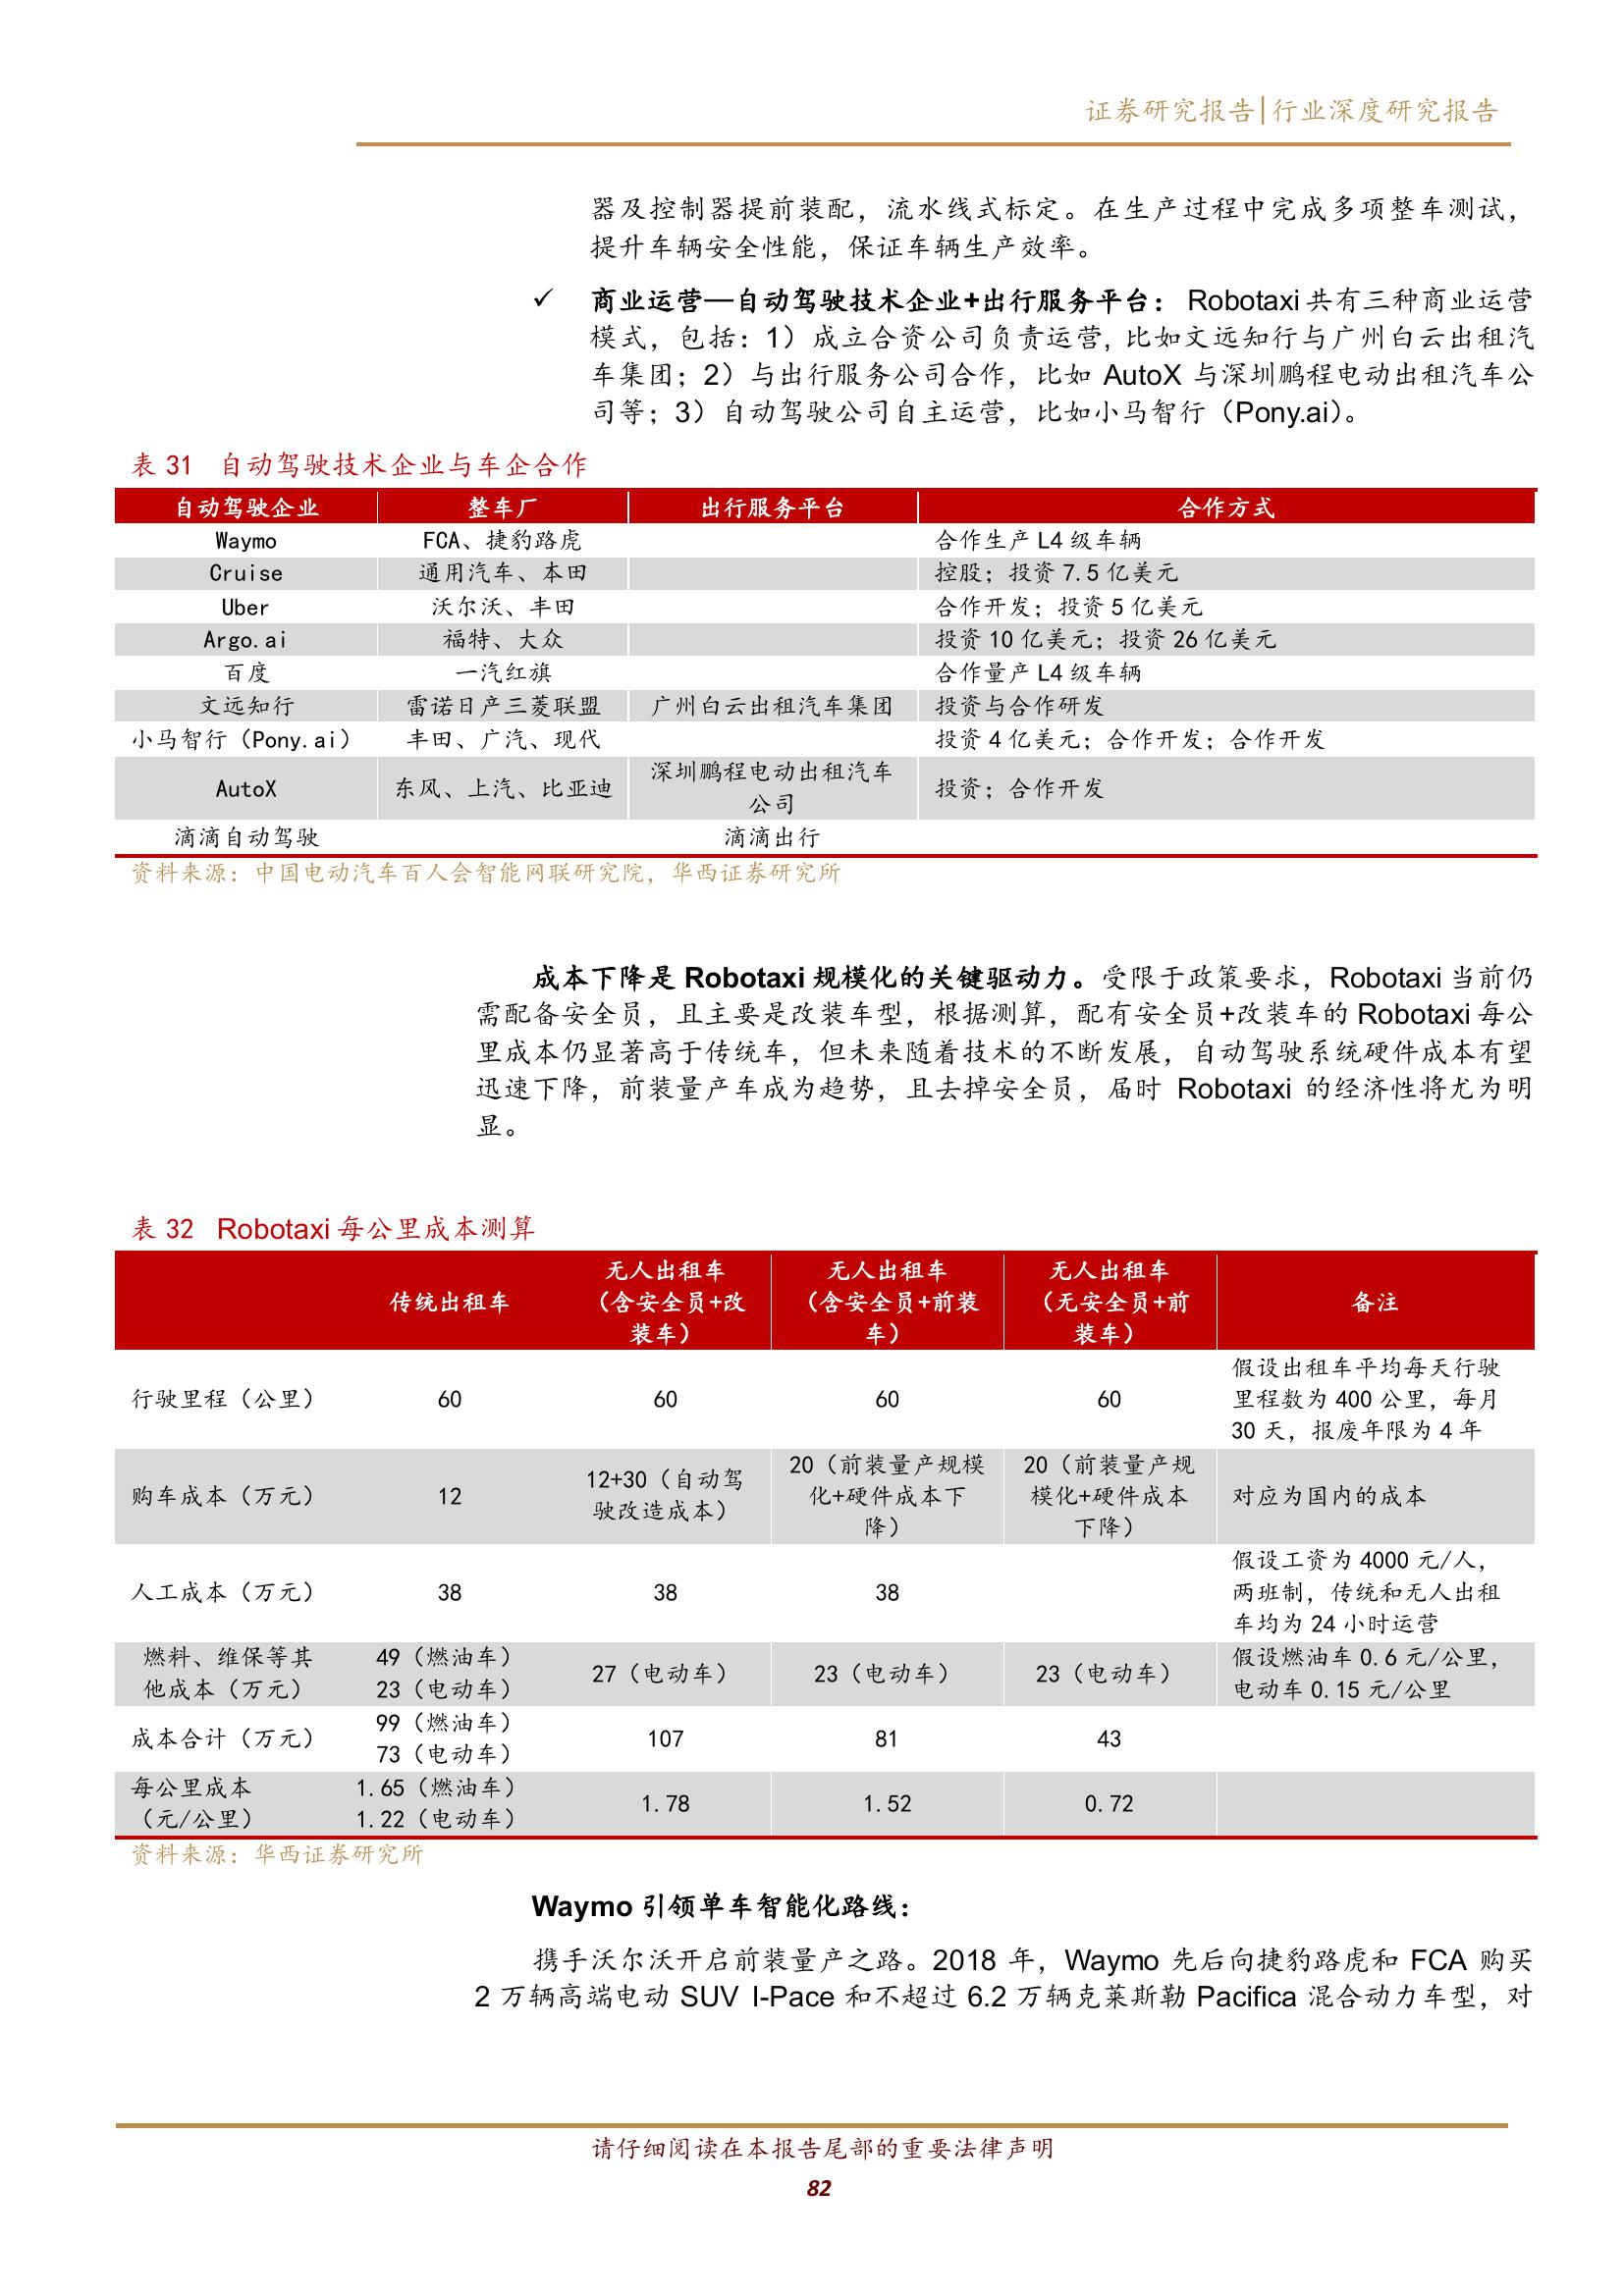 证券研究报告|行业深度研究报告
器及控制器提前装配，流水线式标定。在生产过程中完成多项整车测试，
提升车辆安全性能，保证车辆生产效率。
✓ 商业运营—自动驾驶技术企业+出行服务平台： Robotaxi 共有三种商业运营
模式，包括：1）成立合资公司负责运营, 比如文远知行与广州白云出租汽
车集团；2）与出行服务公司合作，比如 AutoX 与深圳鹏程电动出租汽车公
司等；3）自动驾驶公司自主运营，比如小马智行（Pony.ai）。
表 31 自动驾驶技术企业与车企合作
自动驾驶企业 整车厂 出行服务平台 合作方式
Waymo FCA、捷豹路虎 合作生产 L4 级车辆
Cruise 通用汽车、本田 控股；投资 7.5 亿美元
Uber 沃尔沃、丰田 合作开发；投资 5 亿美元
Argo.ai 福特、大众 投资 10 亿美元；投资 26 亿美元
百度 一汽红旗 合作量产 L4 级车辆
文远知行 雷诺日产三菱联盟 广州白云出租汽车集团 投资与合作研发
小马智行（Pony.ai） 丰田、广汽、现代 投资 4 亿美元；合作开发；合作开发
深圳鹏程电动出租汽车
AutoX 东风、上汽、比亚迪 投资；合作开发
公司
滴滴自动驾驶 滴滴出行
资料来源：中国电动汽车百人会智能网联研究院，华西证券研究所
成本下降是 Robotaxi 规模化的关键驱动力。受限于政策要求，Robotaxi 当前仍
需配备安全员，且主要是改装车型，根据测算，配有安全员+改装车的 Robotaxi 每公
里成本仍显著高于传统车，但未来随着技术的不断发展，自动驾驶系统硬件成本有望
迅速下降，前装量产车成为趋势，且去掉安全员，届时 Robotaxi 的经济性将尤为明
显。
表 32 Robotaxi 每公里成本测算
无人出租车 无人出租车 无人出租车
传统出租车 （含安全员+改 （含安全员+前装 （无安全员+前 备注
装车） 车） 装车）
假设出租车平均每天行驶
行驶里程（公里） 60 60 60 60 里程数为 400 公里，每月
30 天，报废年限为 4 年
20（前装量产规模 20（前装量产规
12+30（自动驾
购车成本（万元） 12 化+硬件成本下 模化+硬件成本 对应为国内的成本
驶改造成本）
降） 下降）
假设工资为 4000 元/人，
人工成本（万元） 38 38 38 两班制，传统和无人出租
车均为 24 小时运营
燃料、维保等其 49（燃油车） 假设燃油车 0.6 元/公里，
27（电动车） 23（电动车） 23（电动车）
他成本（万元） 23（电动车） 电动车 0.15 元/公里
99（燃油车）
成本合计（万元） 107 81 43
73（电动车）
每公里成本 1.65（燃油车）
1.78 1.52 0.72
（元/公里） 1.22（电动车）
资料来源：华西证券研究所
Waymo 引领单车智能化路线：
携手沃尔沃开启前装量产之路。2018 年，Waymo 先后向捷豹路虎和 FCA 购买
2 万辆高端电动 SUV I-Pace 和不超过 6.2 万辆克莱斯勒 Pacifica 混合动力车型，对
请仔细阅读在本报告尾部的重要法律声明
82